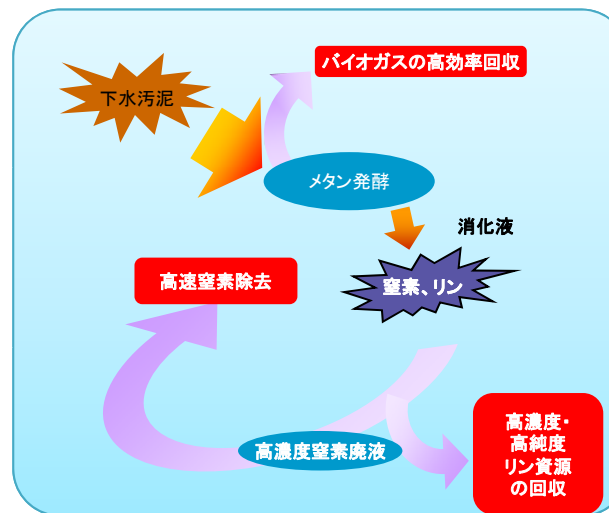 バイオガスの高効率回収
下水汚泥
メタン発酵
消化液
高速窒素除去
窒素、リン
高濃度窒素廃液
高濃度・
高純度
リン資源
の回収